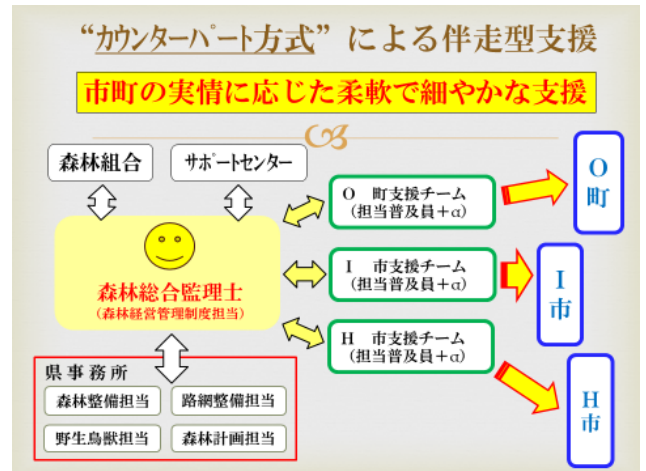 “カウンターパート方式”による伴走型支援
市町の実情に応じた柔軟で細やかな支援
森林組合
サポートセンター
森林総合監理士
（森林経営管理制度担当）
県事務所
森林整備担当
路網整備担当
野生鳥獣担当
森林計画担当
O 町支援チーム
（担当普及員+α）
I 市支援チーム
（担当普及員+α）
H 市支援チーム
（担当普及員+α）
O
町
I
市
H
市